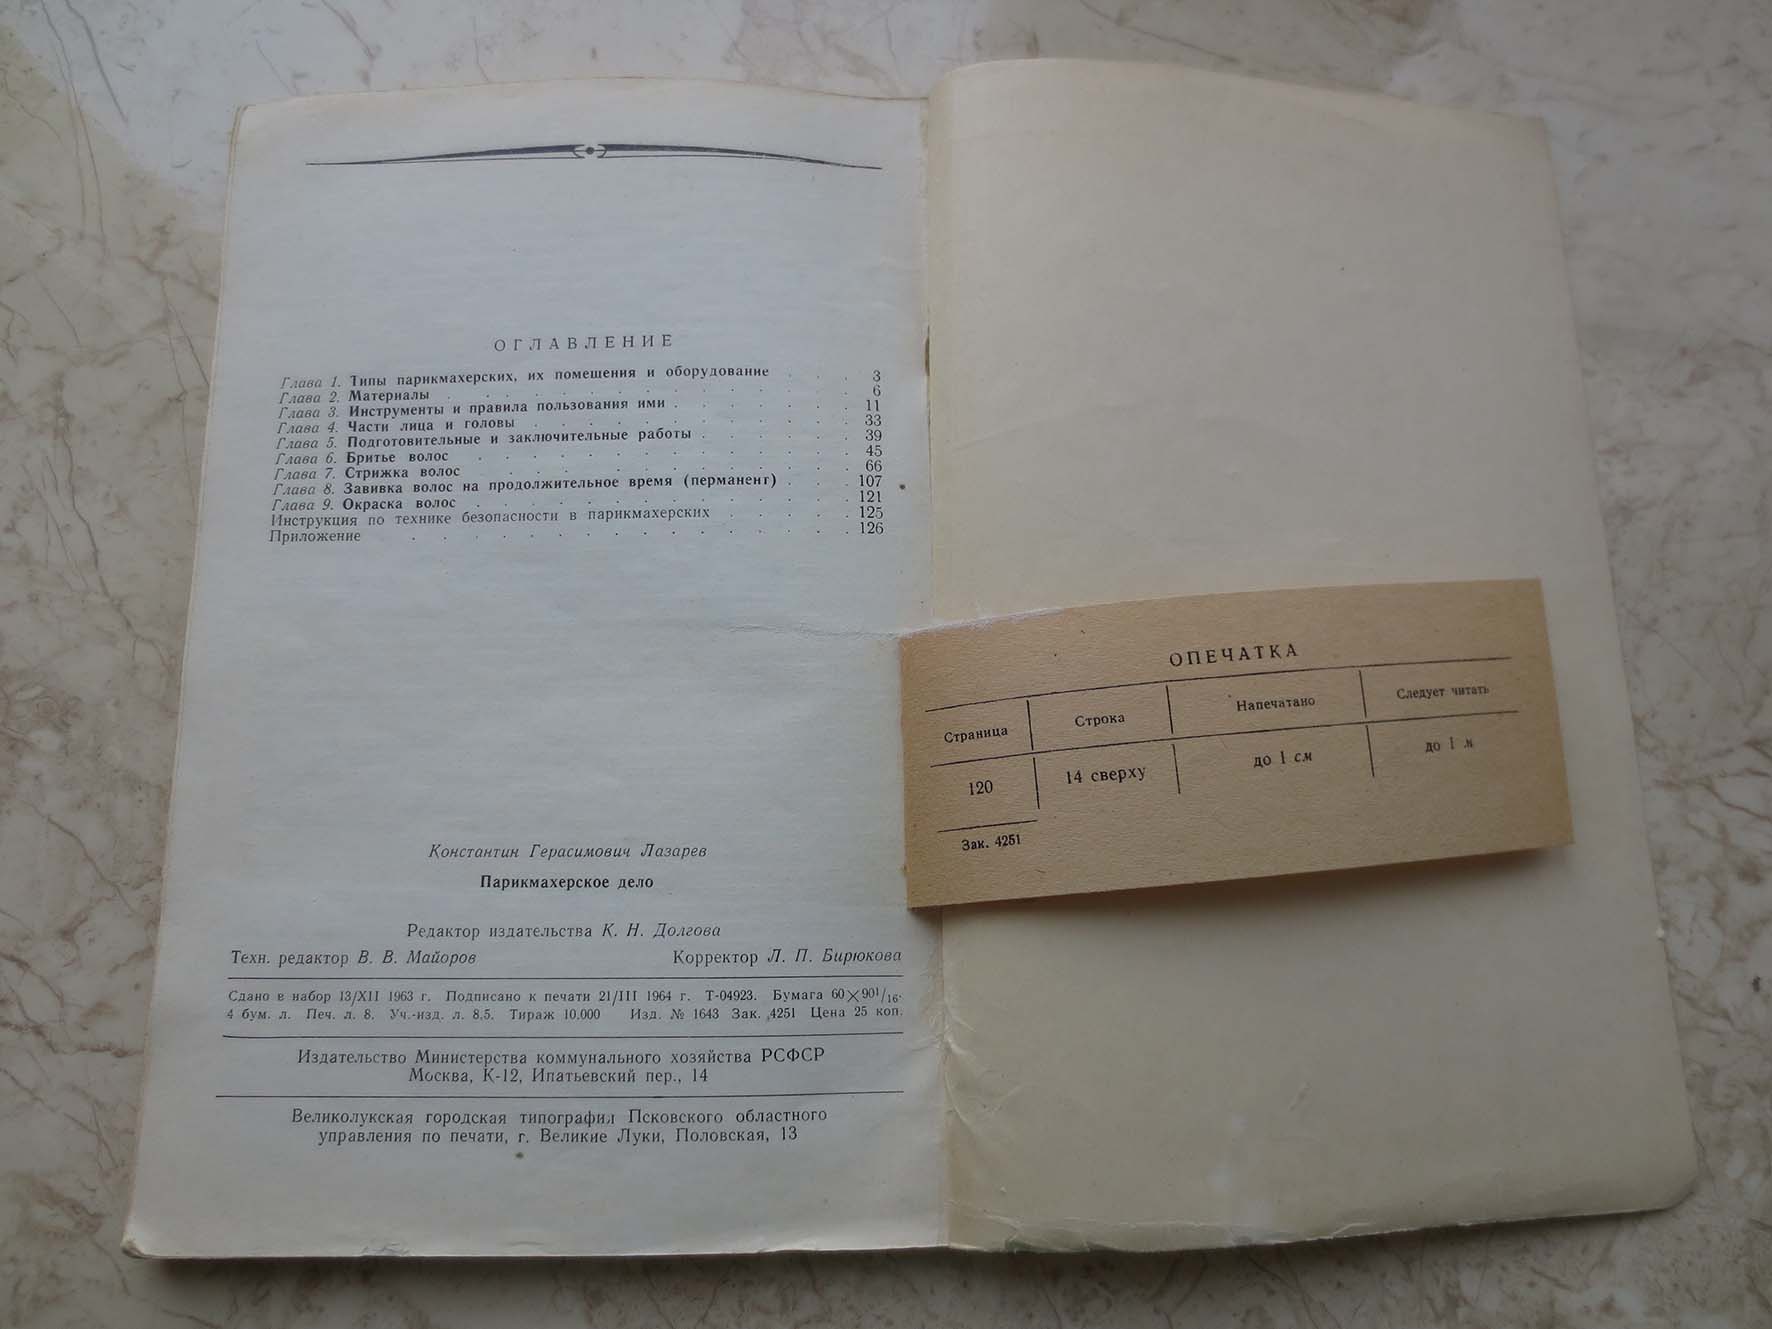 ОГЛАВЛЕНИЕ
Глава 1. Типы парикмахерских, их помещения и оборудование . . . 3
Глава 2. Материалы . . . . . . . . . . 6
Глава 3. Инструменты и правила пользования ими . . . . . . 11
Глава 4. Части лица и головы . . . . . . . . . . 33
Глава 5. Подготовительные и заключительные работы . . . . . 39
Глава 6. Бритье волос . . . . . . . . . . . 45
Глава 7. Стрижка волос . . . . . . . . . . . 66
Глава 8. Завивка волос на продолжительное время (перманент) . . . 107
Глава 9. Окраска волос . . . . . . . . . . . 121
Инструкция по технике безопасности в парикмахерских . . . . . 125
Приложение . . . . . . . . . . . . . . 126
Константин Герасимович Лазарев
Парикмахерское дело
Редактор издательства К. Н. Долгова
Техн. редактор В. В. Майоров Корректор Л. П. Бирюкова
Сдано в набор 13/XII 1963 г. Подписано к печати 21/III 1964 г. Т-04923. Бумага 60×90¹/₁₆.
4 бум. л. Печ. л. 8. Уч.-изд. л. 8,5. Тираж 10.000 Изд. № 1643 Зак. 4251 Цена 25 коп.
Издательство Министерства коммунального хозяйства РСФСР
Москва, К-12, Ипатьевский пер., 14
Великолукская городская типография Псковского областного
управления по печати, г. Великие Луки, Половская, 13
ОПЕЧАТКА
Страница Строка Напечатано Следует читать
120 14 сверху до 1 см до 1 м
Зак. 4251